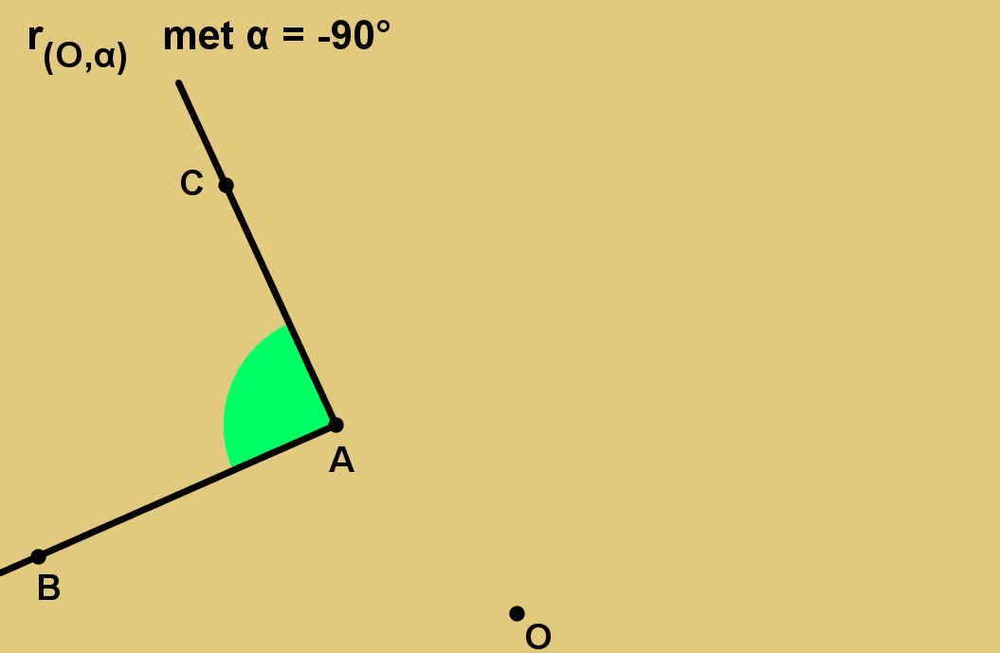 r(O,α) met α = -90°
C
A
B
O